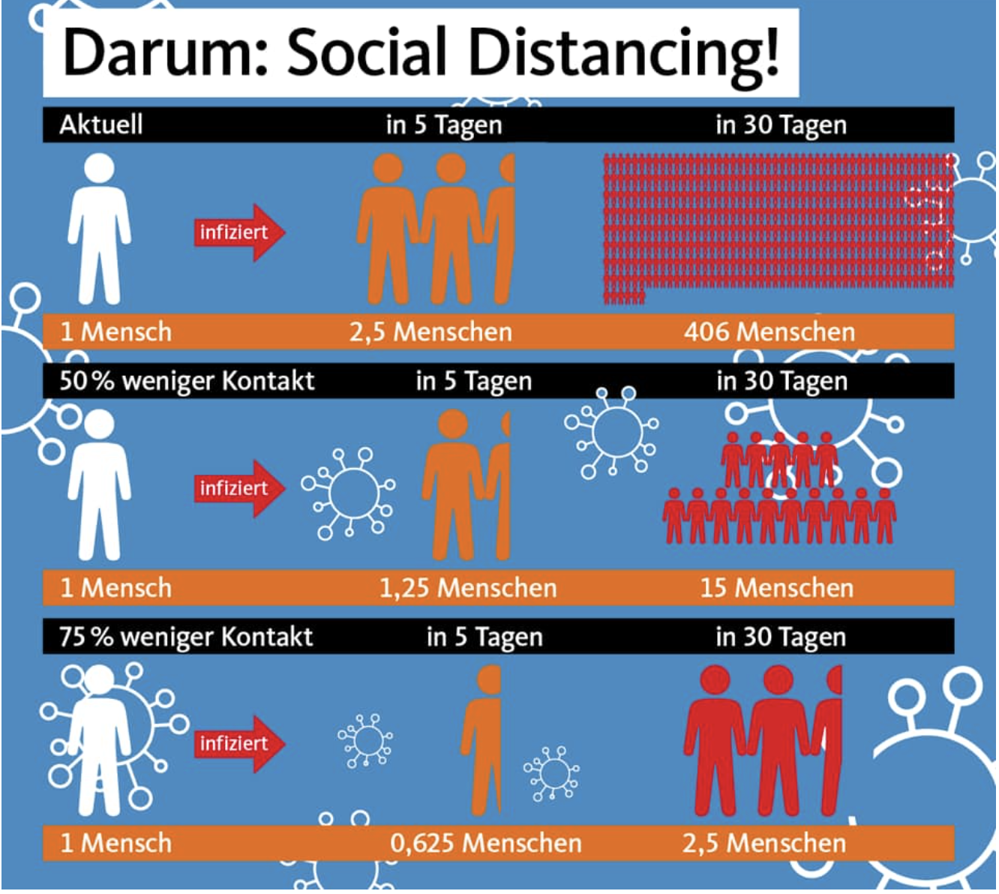 Darum: Social Distancing!
Aktuell in 5 Tagen in 30 Tagen
infiziert
1 Mensch 2,5 Menschen 406 Menschen
50 % weniger Kontakt in 5 Tagen in 30 Tagen
infiziert
1 Mensch 1,25 Menschen 15 Menschen
75 % weniger Kontakt in 5 Tagen in 30 Tagen
infiziert
1 Mensch 0,625 Menschen 2,5 Menschen